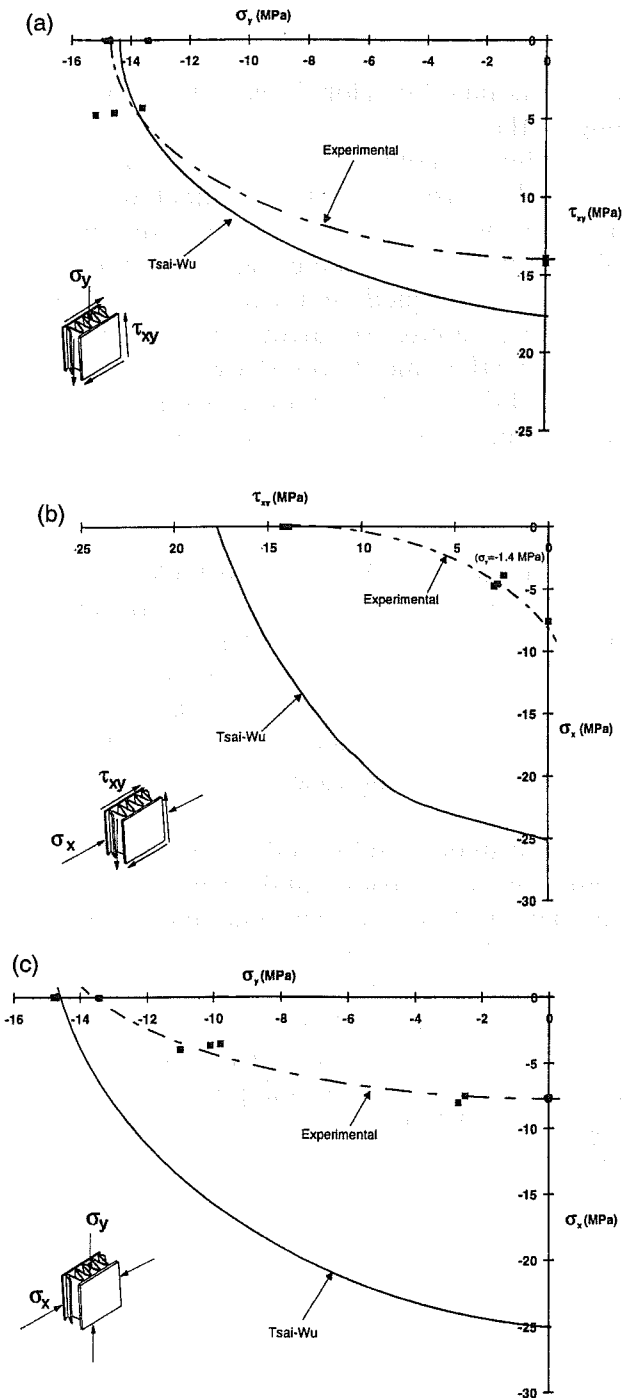 (a)
σy (MPa)
-16 -14 -12 -10 -8 -6 -4 -2 0
0
5
10
15
-20
-25
Experimental
τxy (MPa)
Tsai-Wu
σy
τxy
(b)
τxy (MPa)
25 20 15 10 5 0
0
-5
-10
-15
-20
-25
-30
(σy=-1.4 MPa)
Experimental
σx (MPa)
Tsai-Wu
τxy
σx
(c)
σy (MPa)
-16 -14 -12 -10 -8 -6 -4 -2 0
0
-5
-10
-15
-20
-25
-30
Experimental
σx (MPa)
Tsai-Wu
σy
σx